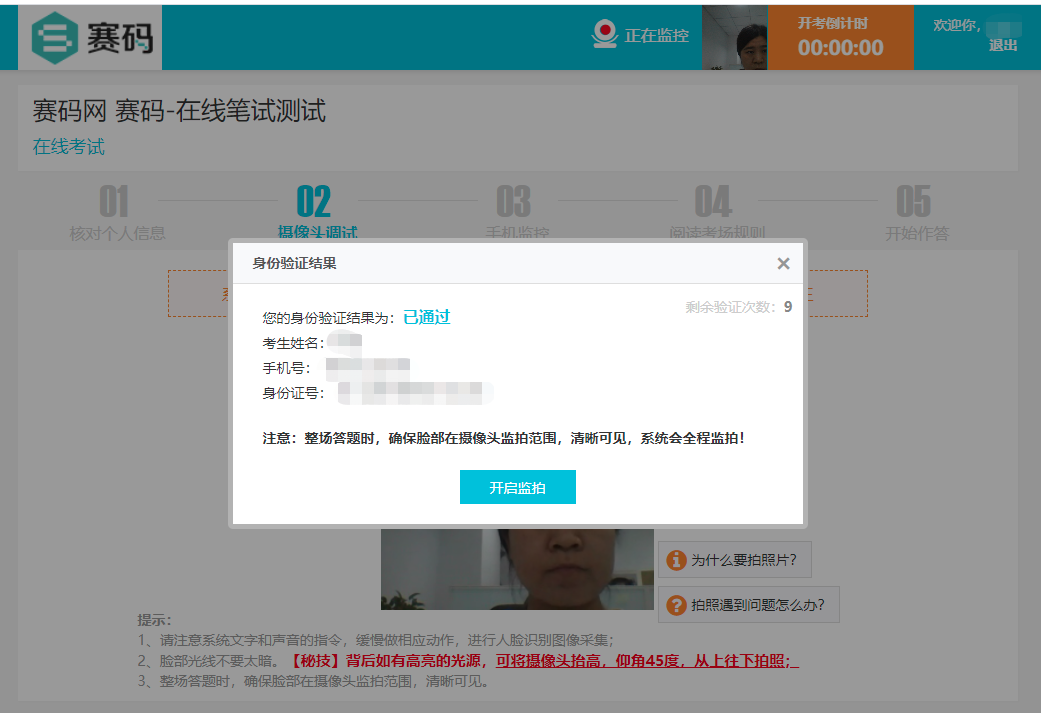 赛码
正在监控
开考倒计时
00:00:00
欢迎你,
退出
赛码网 赛码-在线笔试测试
在线考试
01
核对个人信息
02
摄像头调试
03
手机监控
04
阅读考场规则
05
开始作答
身份验证结果
×
剩余验证次数：9
您的身份验证结果为：已通过
考生姓名：
手机号：
身份证号：
注意：整场答题时，确保脸部在摄像头监拍范围，清晰可见，系统会全程监拍！
开启监拍
为什么要拍照片？
拍照遇到问题怎么办？
提示：
1、请注意系统文字和声音的指令，缓慢做相应动作，进行人脸识别图像采集；
2、脸部光线不要太暗。【秘技】背后如有高亮的光源，可将摄像头抬高，仰角45度，从上往下拍照；
3、整场答题时，确保脸部在摄像头监拍范围，清晰可见。